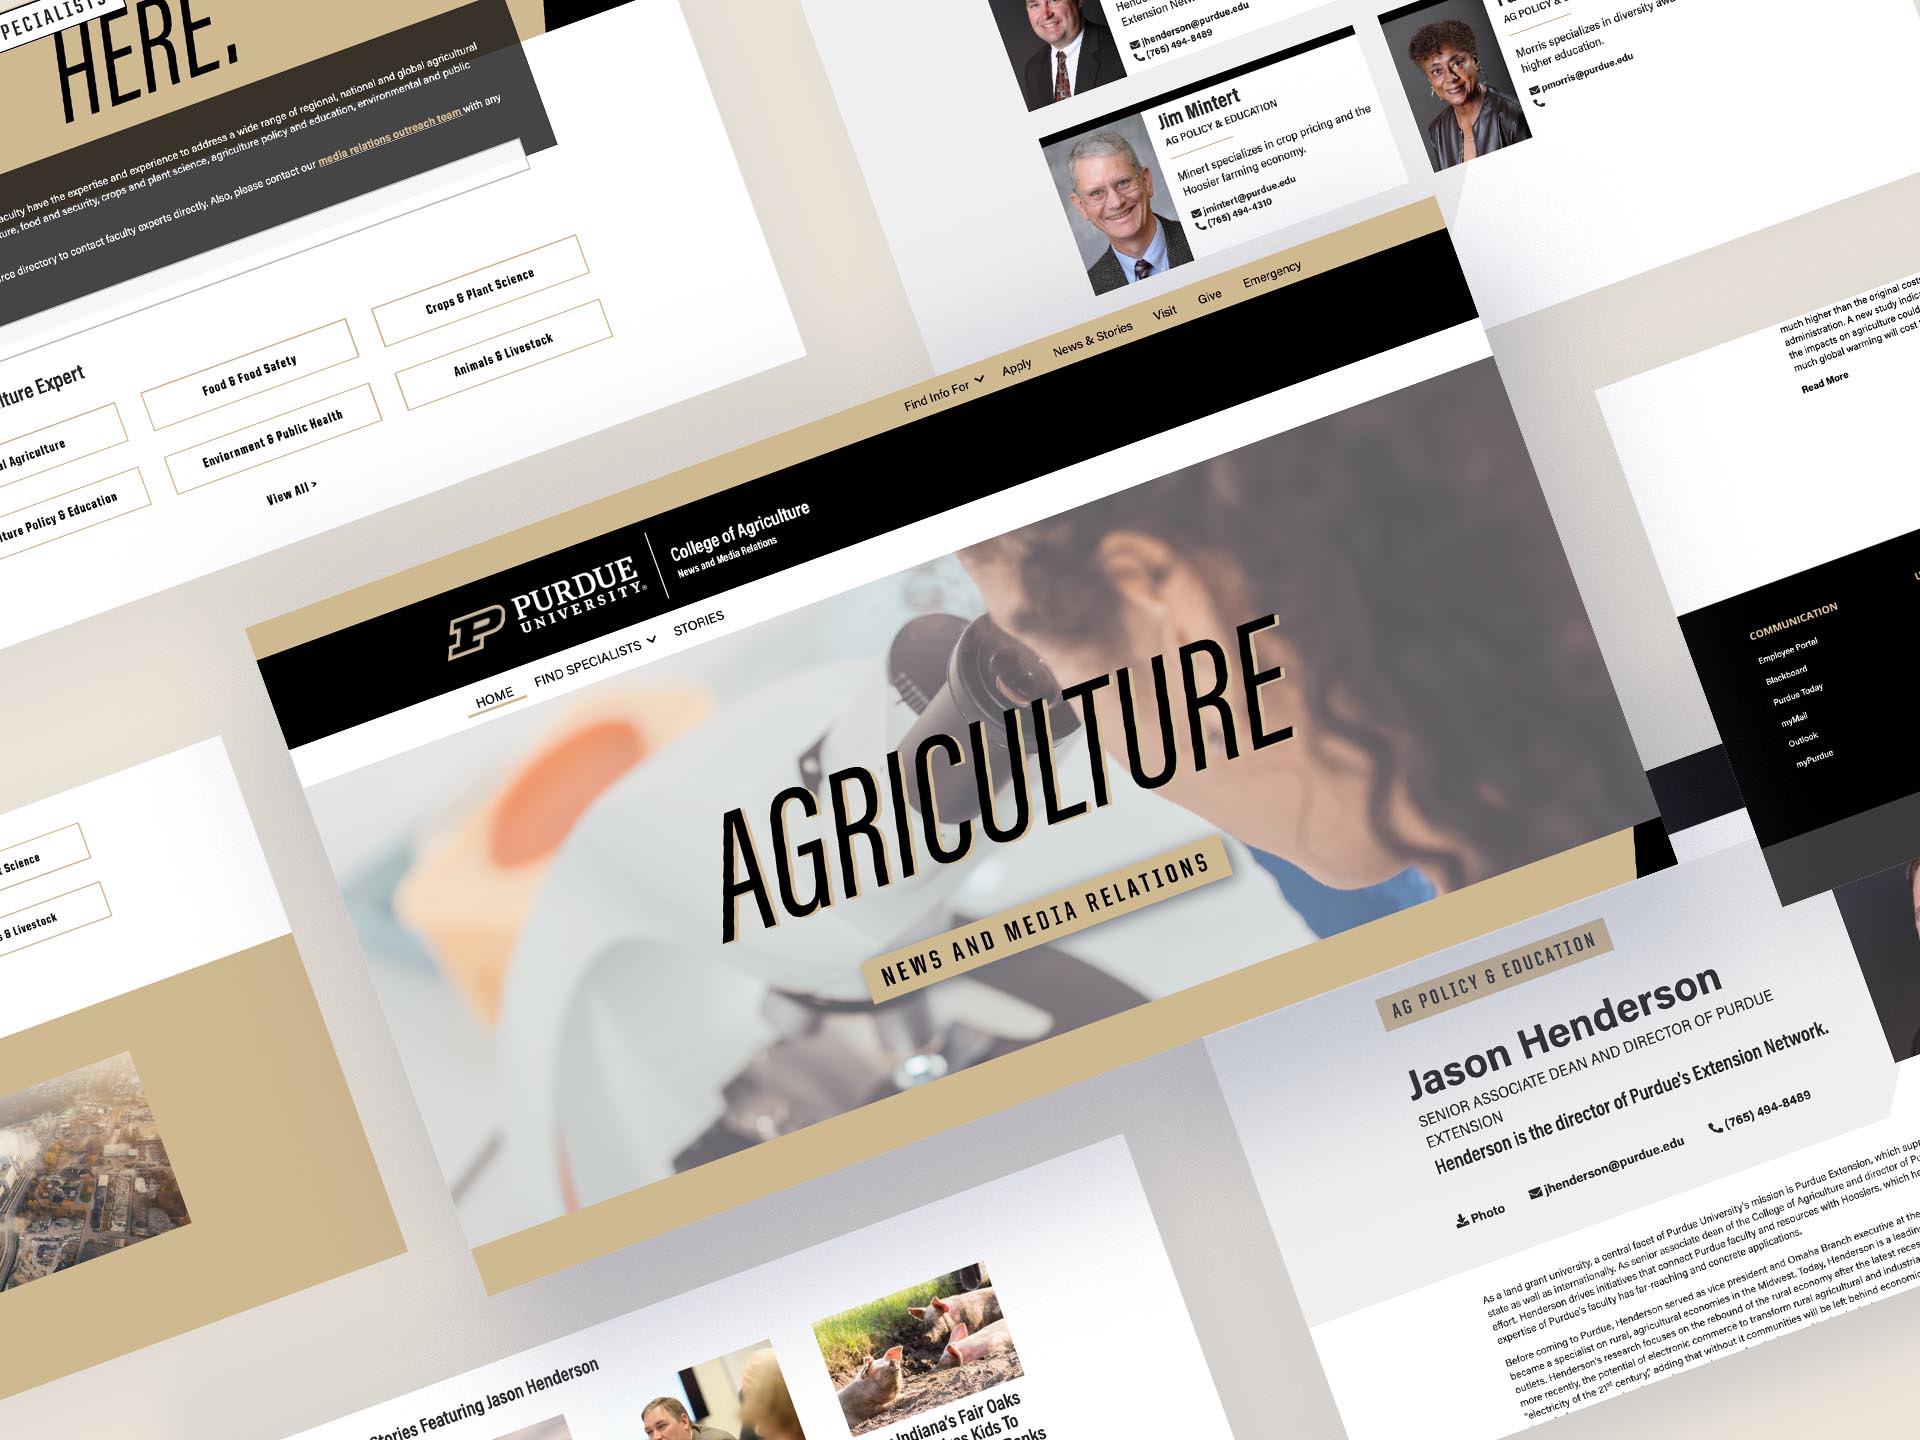 PECIALISTS
HERE.
aculty have the expertise and experience to address a wide range of regional, national and global agricultural
ture, food and security, crops and plant science, agriculture policy and education, environmental and public
directory to contact faculty experts directly. Also, please contact our media relations outreach team with any
lture Expert
al Agriculture
Food & Food Safety
Crops & Plant Science
ture Policy & Education
Enviornment & Public Health
Animals & Livestock
View All >
Extension Netw
jhenderson@purdue.edu
(765) 494-8489
Jim Mintert
AG POLICY & EDUCATION
Minert specializes in crop pricing and the
Hoosier farming economy.
jmintert@purdue.edu
(765) 494-4310
AG POLICY &
Morris specializes in diversity awa
higher education.
pmorris@purdue.edu
Find Info For
Apply
News & Stories
Visit
Give
Emergency
PURDUE
UNIVERSITY®
College of Agriculture
News and Media Relations
HOME
FIND SPECIALISTS
STORIES
AGRICULTURE
NEWS AND MEDIA RELATIONS
much higher than the original cost
administration. A new study indic
the impacts on agriculture could
much global warming will cost
Read More
COMMUNICATION
Employee Portal
Blackboard
Purdue Today
myMail
Outlook
myPurdue
Science
s & Livestock
AG POLICY & EDUCATION
Jason Henderson
SENIOR ASSOCIATE DEAN AND DIRECTOR OF PURDUE
EXTENSION
Henderson is the director of Purdue's Extension Network.
Photo
jhenderson@purdue.edu
(765) 494-8489
As a land grant university, a central facet of Purdue University's mission is Purdue Extension, which supp
state as well as internationally. As senior associate dean of the College of Agriculture and director of Pu
effort. Henderson drives initiatives that connect Purdue faculty and resources with Hoosiers, which he
expertise of Purdue's faculty has far-reaching and concrete applications.
Before coming to Purdue, Henderson served as vice president and Omaha Branch executive at the
became a specialist on rural, agricultural economies in the Midwest. Today, Henderson is a leadin
outlets. Henderson's research focuses on the rebound of the rural economy after the latest reces
more recently, the potential of electronic commerce to transform rural agricultural and industria
"electricity of the 21st century," adding that without it communities will be left behind economic
Stories Featuring Jason Henderson
Indiana's Fair Oaks
Kids To